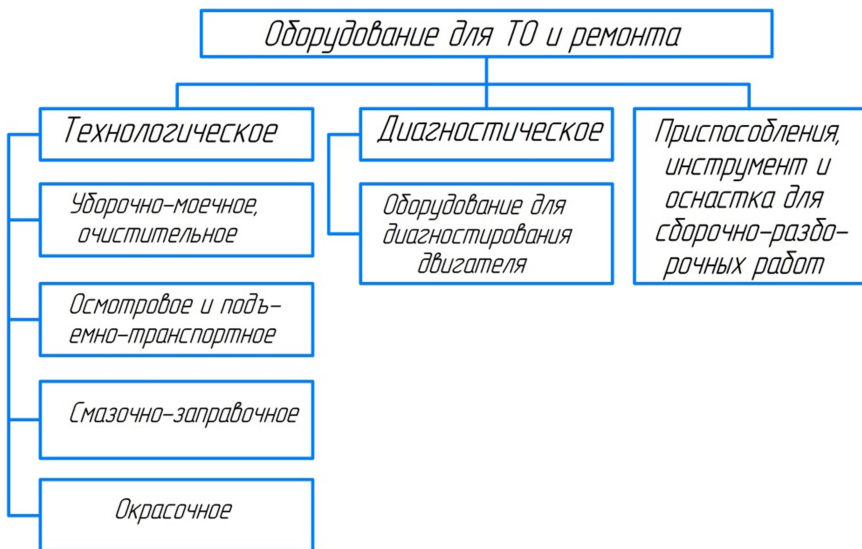 Оборудование для ТО и ремонта
Технологическое
Уборочно-моечное,
очистительное
Осмотровое и подъ-
емно-транспортное
Смазочно-заправочное
Окрасочное
Диагностическое
Оборудование для
диагностирования
двигателя
Приспособления,
инструмент и
оснастка для
сборочно-разбо-
рочных работ